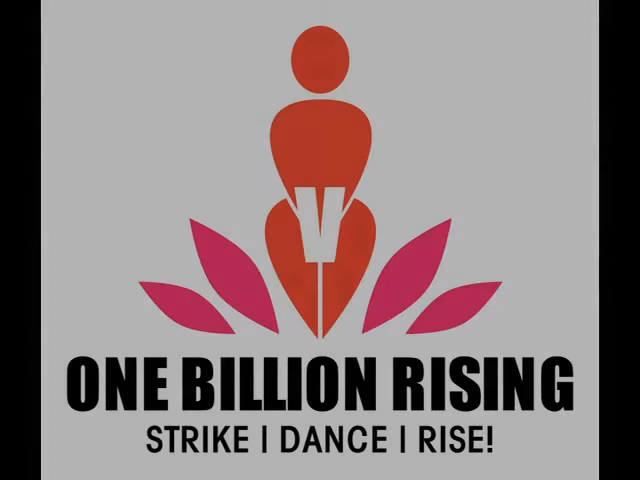 V
ONE BILLION RISING
STRIKE | DANCE | RISE!